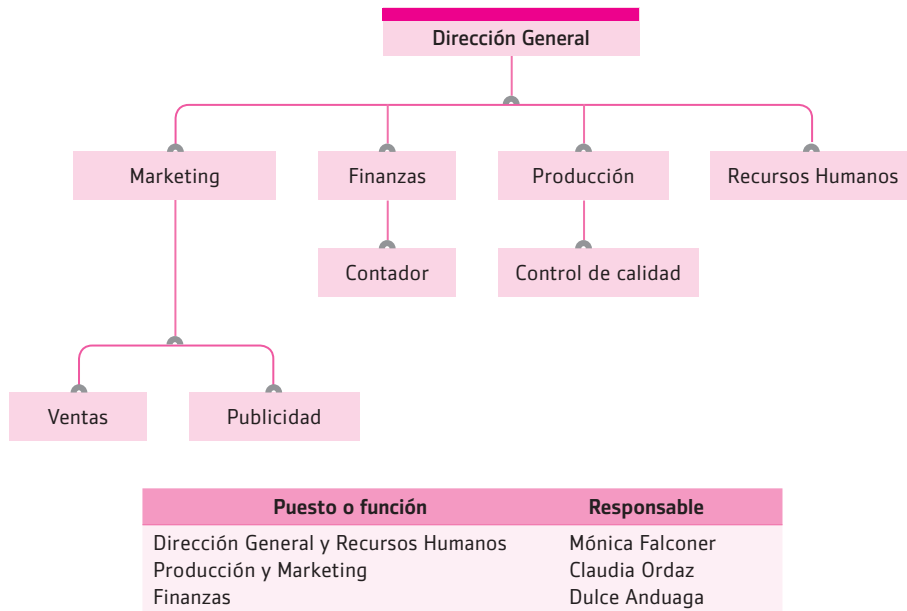 Dirección General
Marketing
Finanzas
Producción
Recursos Humanos
Contador
Control de calidad
Ventas
Publicidad
Puesto o función Responsable
Dirección General y Recursos Humanos Mónica Falconer
Producción y Marketing Claudia Ordaz
Finanzas Dulce Anduaga